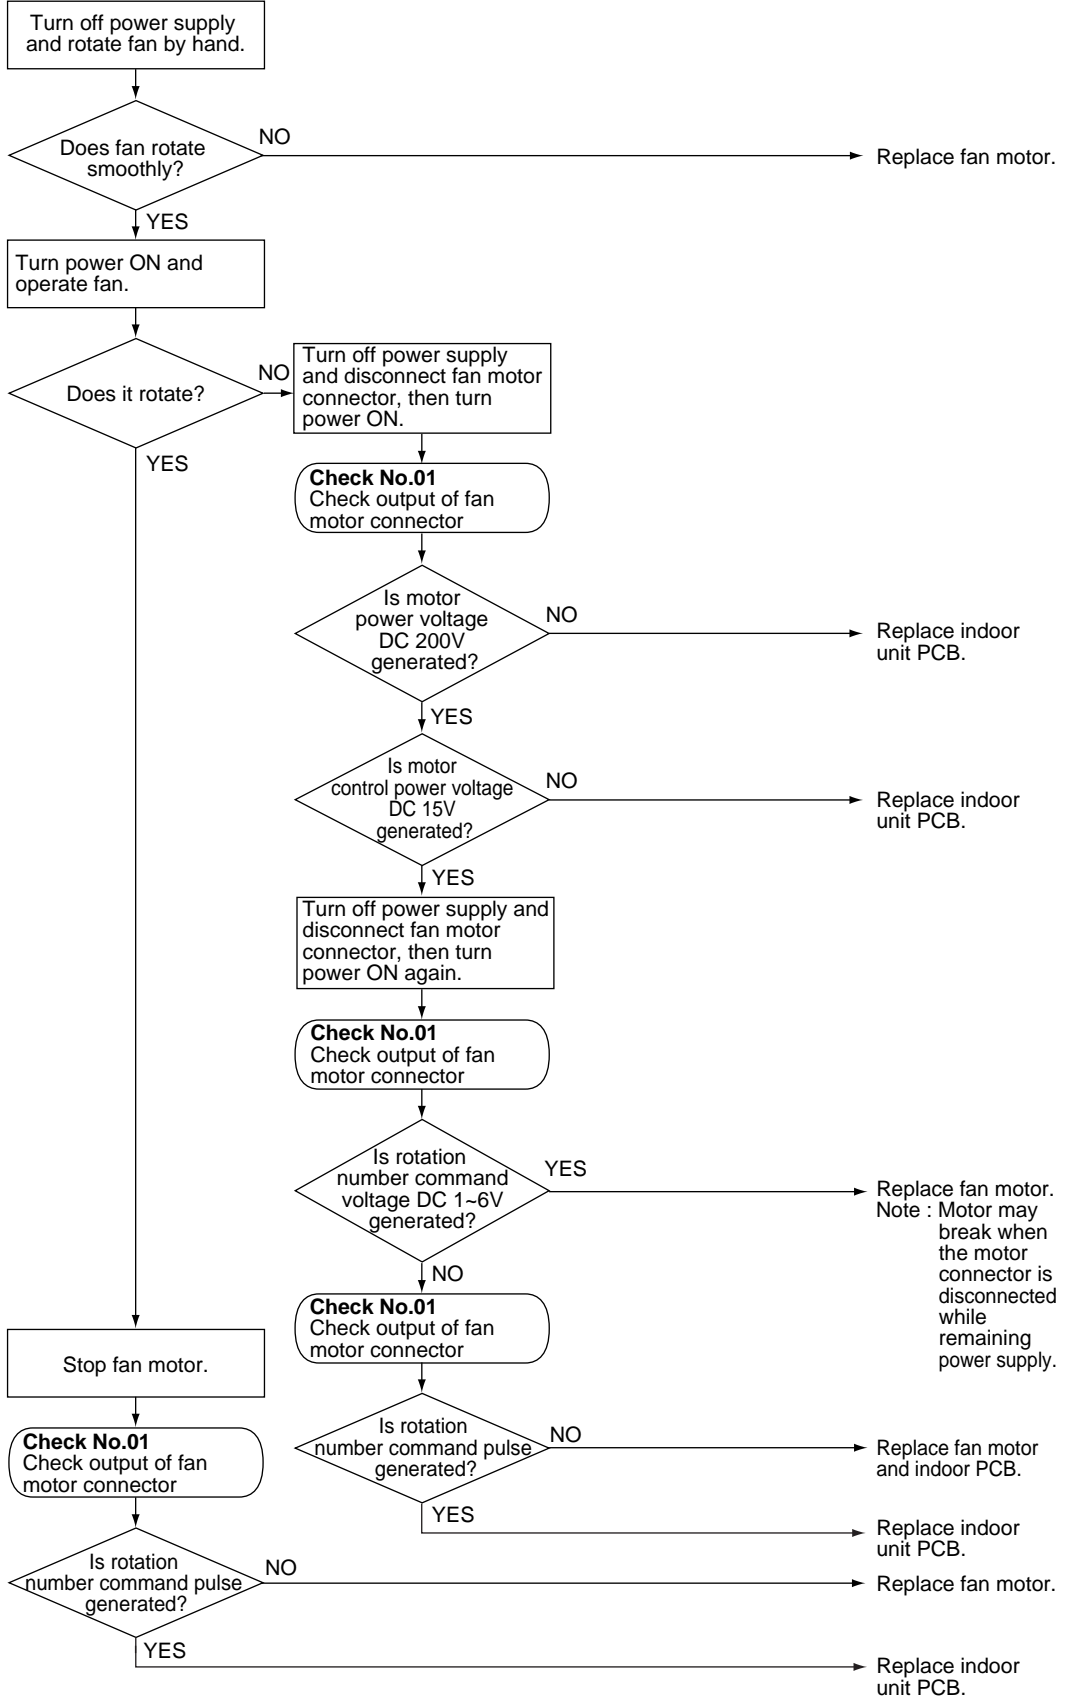 Turn off power supply
and rotate fan by hand.
Does fan rotate
smoothly?
NO
Replace fan motor.
YES
Turn power ON and
operate fan.
Does it rotate?
NO
Turn off power supply
and disconnect fan motor
connector, then turn
power ON.
YES
Check No.01
Check output of fan
motor connector
Is motor
power voltage
DC 200V
generated?
NO
Replace indoor
unit PCB.
YES
Is motor
control power voltage
DC 15V
generated?
NO
Replace indoor
unit PCB.
YES
Turn off power supply and
disconnect fan motor
connector, then turn
power ON again.
Check No.01
Check output of fan
motor connector
Is rotation
number command
voltage DC 1~6V
generated?
YES
Replace fan motor.
Note : Motor may
break when
the motor
connector is
disconnected
while
remaining
power supply.
NO
Check No.01
Check output of fan
motor connector
Is rotation
number command pulse
generated?
NO
Replace fan motor
and indoor PCB.
YES
Replace indoor
unit PCB.
Stop fan motor.
Check No.01
Check output of fan
motor connector
Is rotation
number command pulse
generated?
NO
Replace fan motor.
YES
Replace indoor
unit PCB.